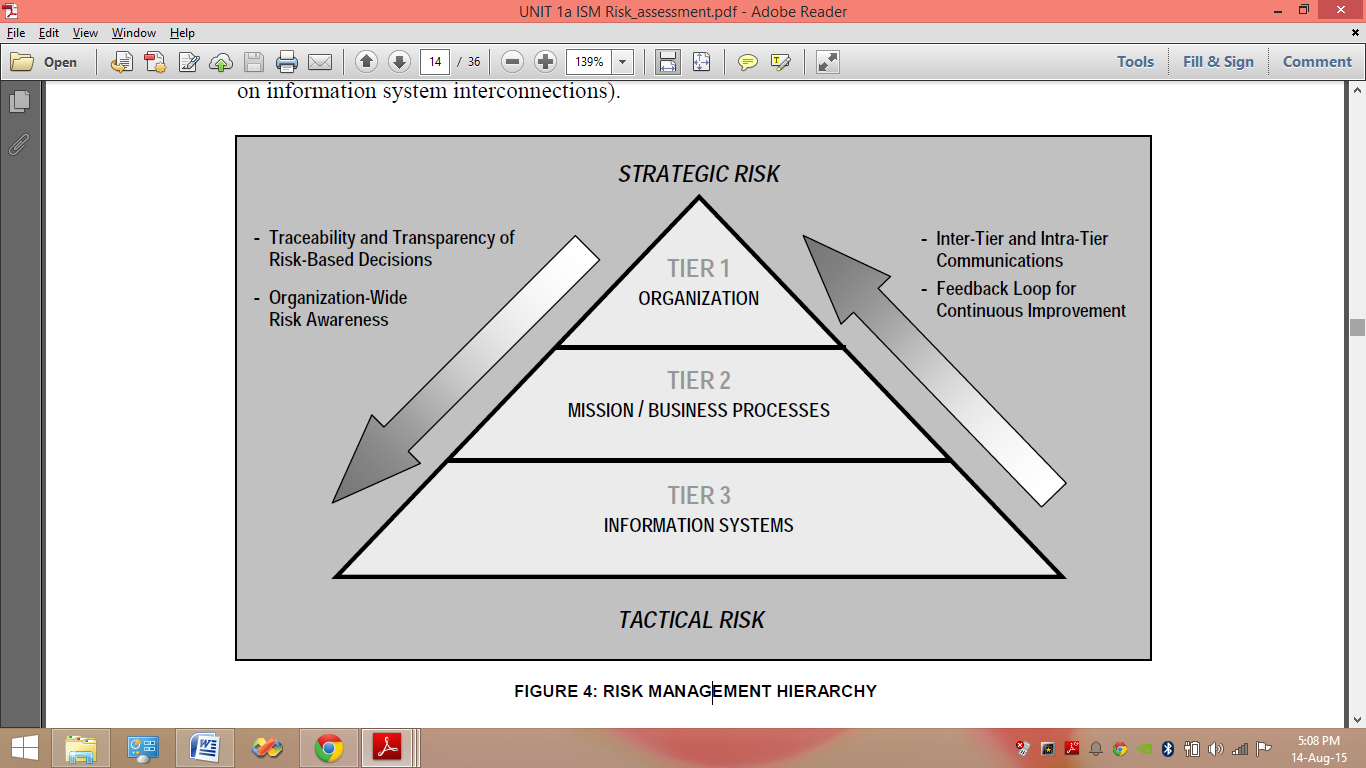 UNIT 1a ISM Risk_assessment.pdf - Adobe Reader
File Edit View Window Help
Open 14 / 36 139% Tools Fill & Sign Comment
on information system interconnections).
STRATEGIC RISK
- Traceability and Transparency of
Risk-Based Decisions
- Organization-Wide
Risk Awareness
- Inter-Tier and Intra-Tier
Communications
- Feedback Loop for
Continuous Improvement
TIER 1
ORGANIZATION
TIER 2
MISSION / BUSINESS PROCESSES
TIER 3
INFORMATION SYSTEMS
TACTICAL RISK
FIGURE 4: RISK MANAGEMENT HIERARCHY
5:08 PM
14-Aug-15